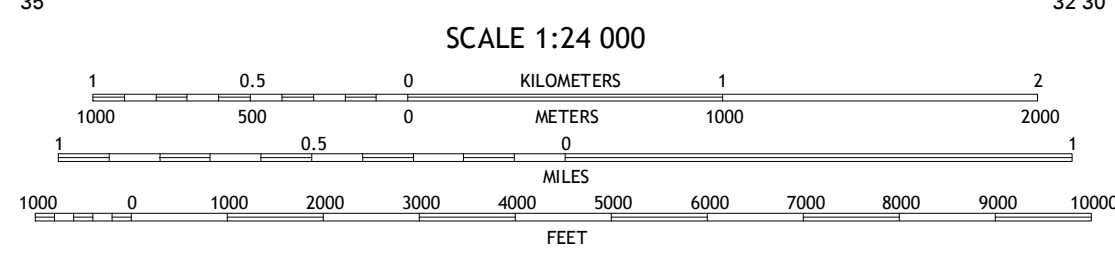 35 32 30
SCALE 1:24 000
1 0.5 0 KILOMETERS 1 2
1000 500 0 METERS 1000 2000
1 0.5 0 1
MILES
1000 0 1000 2000 3000 4000 5000 6000 7000 8000 9000 10000
FEET